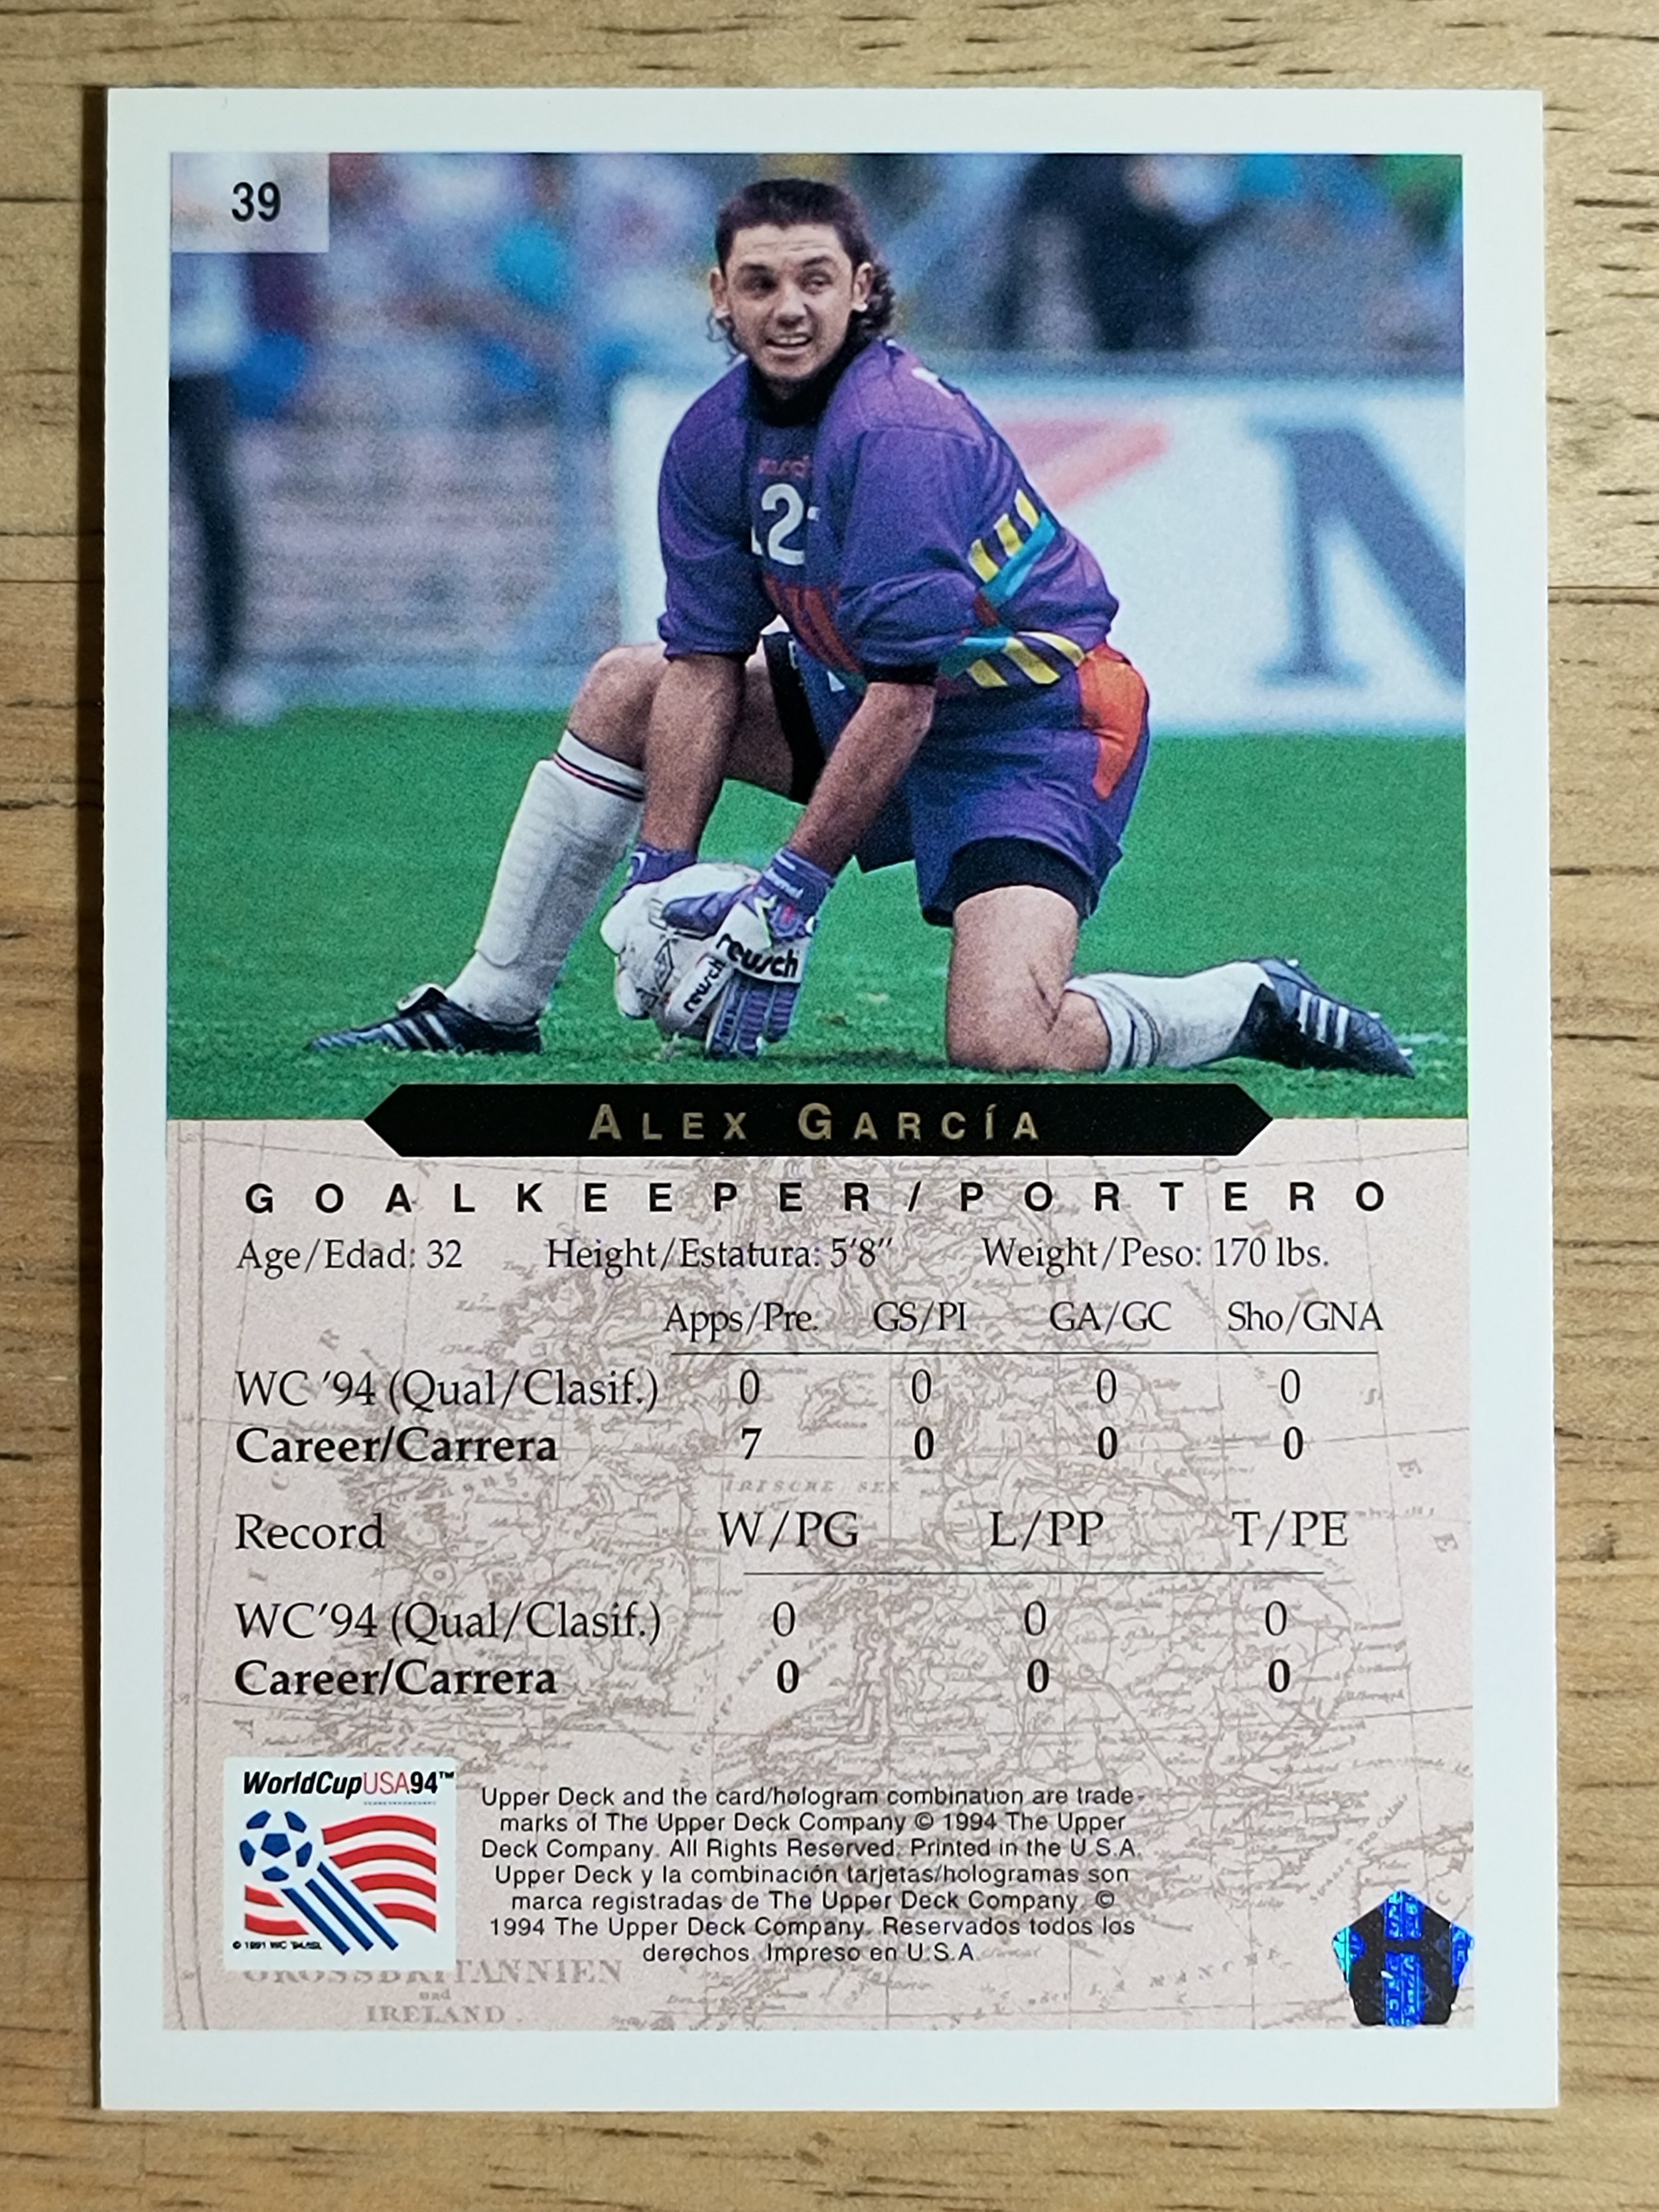 39
12
reusch
reusch
N
ALEX GARCÍA
GOALKEEPER/PORTERO
Age/Edad: 32 Height/Estatura: 5'8" Weight/Peso: 170 lbs.
Apps/Pre. GS/PI GA/GC Sho/GNA
WC '94 (Qual/Clasif.) 0 0 0 0
Career/Carrera 7 0 0 0
IRISCHE SEE
Record W/PG L/PP T/PE
WC'94 (Qual/Clasif.) 0 0 0
Career/Carrera 0 0 0
WorldCupUSA94™
Upper Deck and the card/hologram combination are trade-
marks of The Upper Deck Company © 1994 The Upper
Deck Company. All Rights Reserved. Printed in the U.S.A.
Upper Deck y la combinación tarjetas/hologramas son
marca registradas de The Upper Deck Company. ©
1994 The Upper Deck Company. Reservados todos los
derechos. Impreso en U.S.A
GROSSBRITANNIEN
und
IRELAND